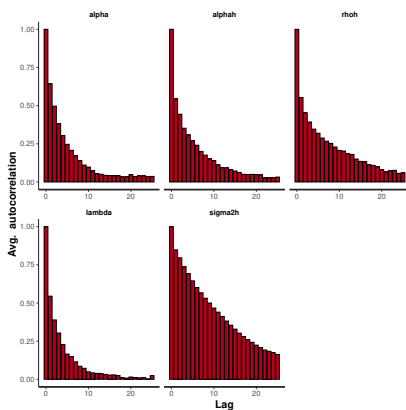 alpha alphah rhoh
1.00
0.75
0.50
0.25
0.00
0 10 20 0 10 20 0 10 20
lambda sigma2h
1.00
0.75
0.50
0.25
0.00
0 10 20 0 10 20
Avg. autocorrelation
Lag